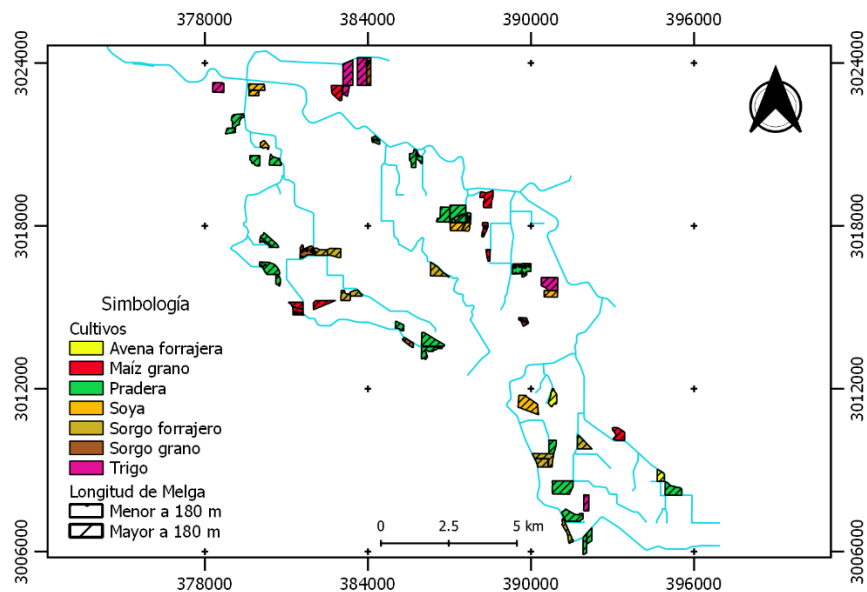 378000 384000 390000 396000
3024000 3024000
3018000 3018000
3012000 3012000
3006000 3006000
Simbología
Cultivos
Avena forrajera
Maíz grano
Pradera
Soya
Sorgo forrajero
Sorgo grano
Trigo
Longitud de Melga
Menor a 180 m
Mayor a 180 m
0 2.5 5 km
378000 384000 390000 396000